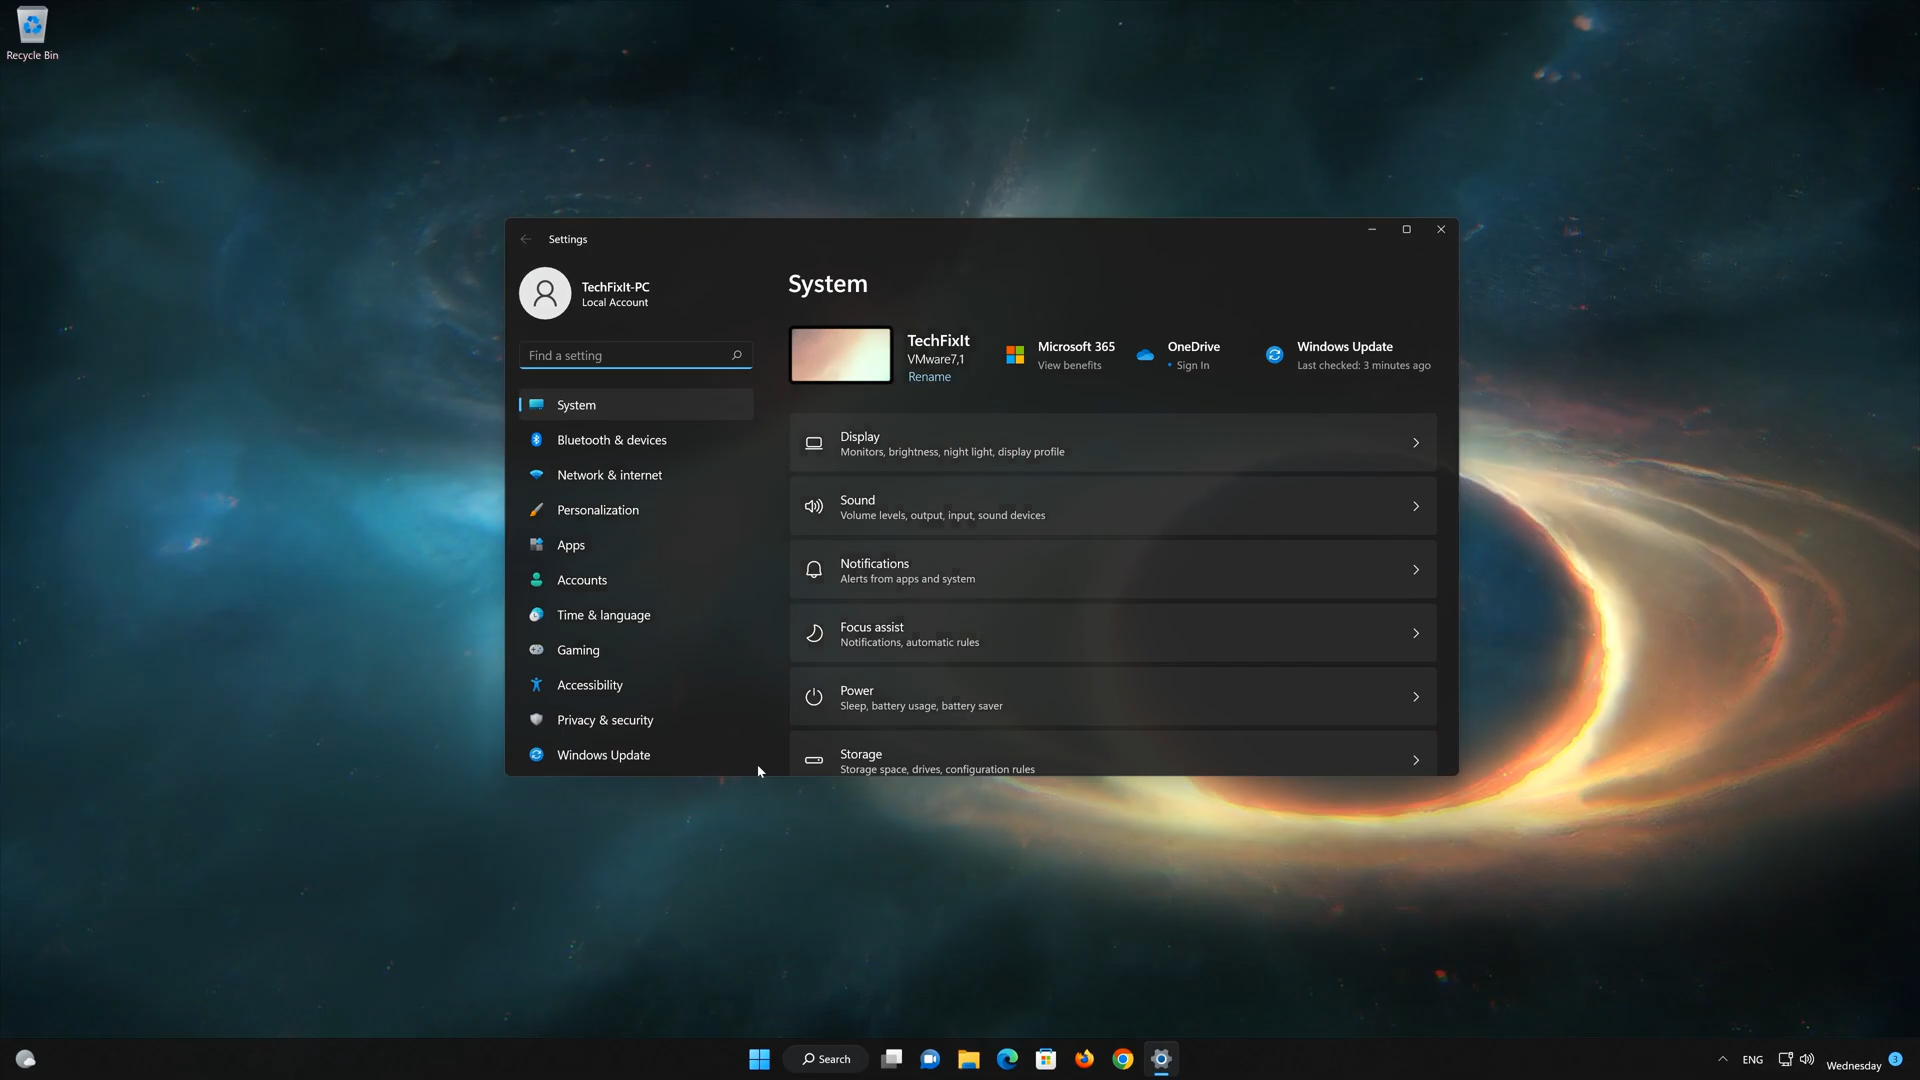 Recycle Bin
Settings
TechFixIt-PC
Local Account
Find a setting
System
Bluetooth & devices
Network & internet
Personalization
Apps
Accounts
Time & language
Gaming
Accessibility
Privacy & security
Windows Update
System
TechFixIt
VMware7,1
Rename
Microsoft 365
View benefits
OneDrive
• Sign In
Windows Update
Last checked: 3 minutes ago
Display
Monitors, brightness, night light, display profile
Sound
Volume levels, output, input, sound devices
Notifications
Alerts from apps and system
Focus assist
Notifications, automatic rules
Power
Sleep, battery usage, battery saver
Storage
Storage space, drives, configuration rules
Search
ENG
Wednesday
3